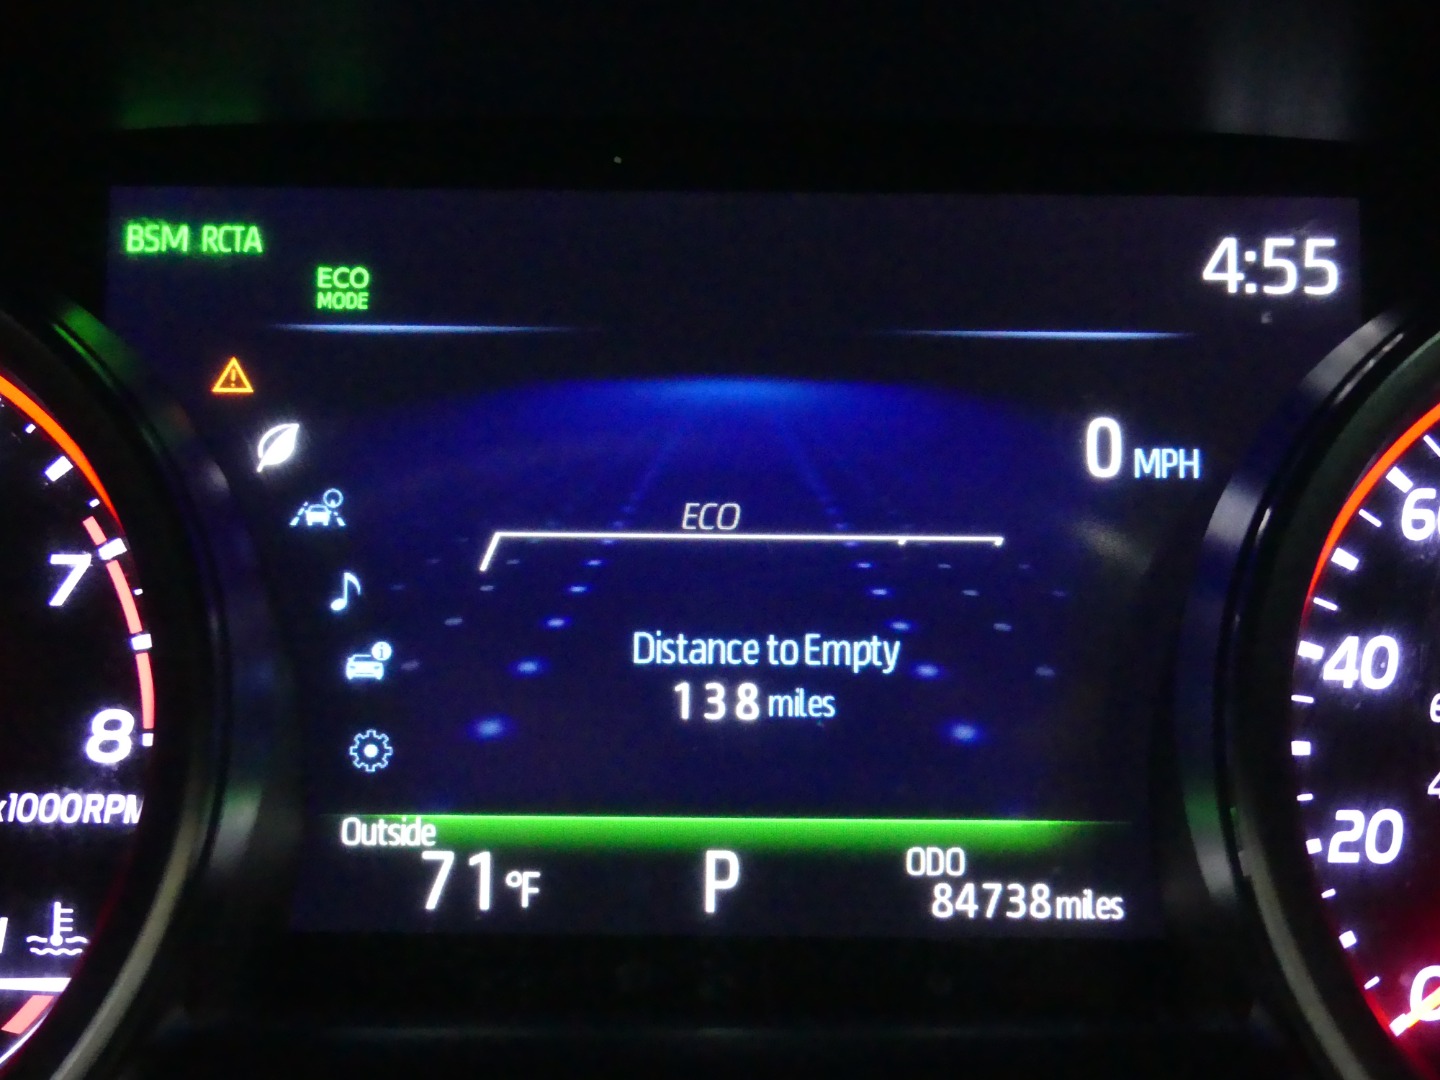 BSM RCTA
ECO
MODE
4:55
0 MPH
ECO
Distance to Empty
138 miles
Outside
71°F
P
ODO
84738 miles
7
8
x1000RPM
40
20
0